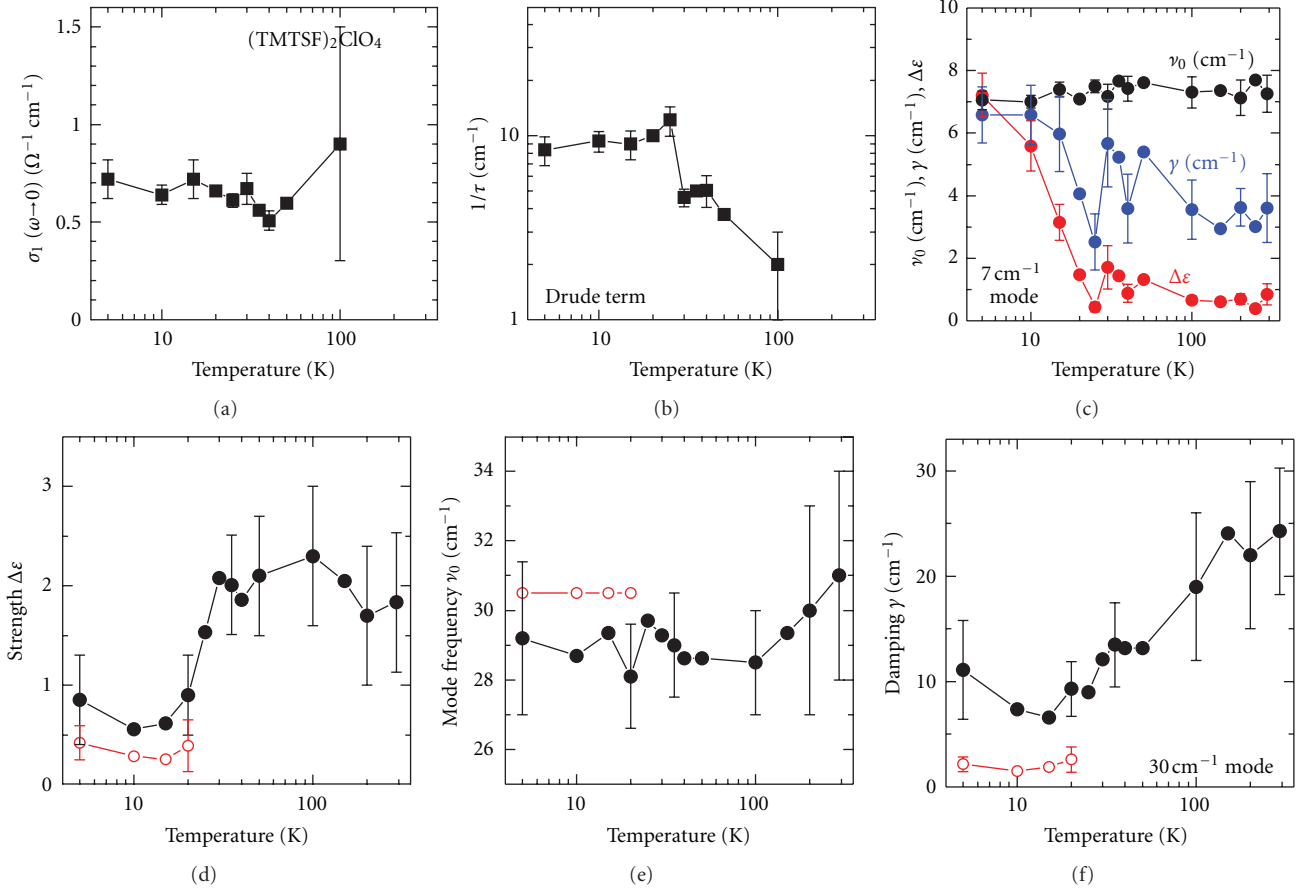 1.5
1
0.5
0
σ₁ (ω→0) (Ω⁻¹ cm⁻¹)
(TMTSF)₂ClO₄
10 100
Temperature (K)
(a)
10
1
1/τ (cm⁻¹)
Drude term
10 100
Temperature (K)
(b)
10
8
6
4
2
0
ν₀ (cm⁻¹), γ (cm⁻¹), Δε
ν₀ (cm⁻¹)
γ (cm⁻¹)
Δε
7 cm⁻¹
mode
10 100
Temperature (K)
(c)
3
2
1
0
Strength Δε
10 100
Temperature (K)
(d)
34
32
30
28
26
Mode frequency ν₀ (cm⁻¹)
10 100
Temperature (K)
(e)
30
20
10
0
Damping γ (cm⁻¹)
30 cm⁻¹ mode
10 100
Temperature (K)
(f)